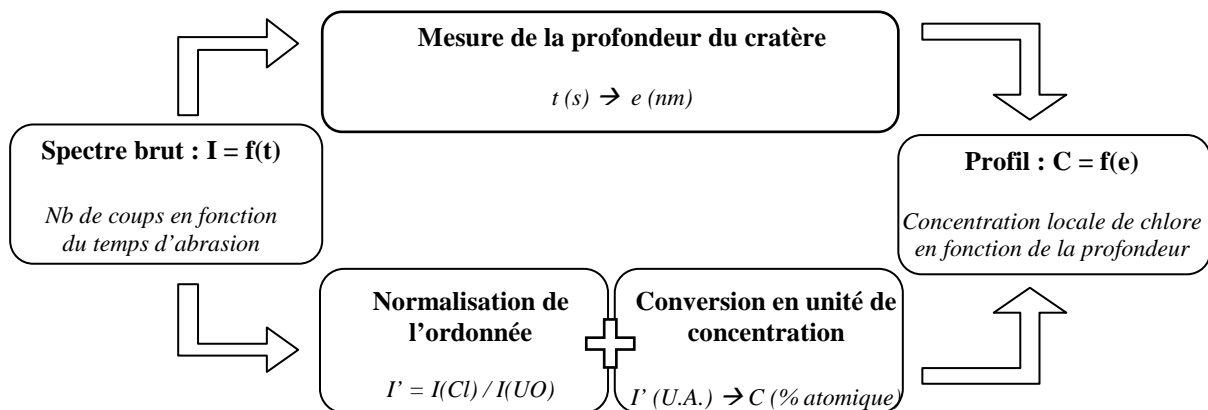 Mesure de la profondeur du cratère
t (s) → e (nm)
Spectre brut : I = f(t)
Nb de coups en fonction
du temps d'abrasion
Profil : C = f(e)
Concentration locale de chlore
en fonction de la profondeur
Normalisation de
l'ordonnée
I' = I(Cl) / I(UO)
Conversion en unité de
concentration
I' (U.A.) → C (% atomique)